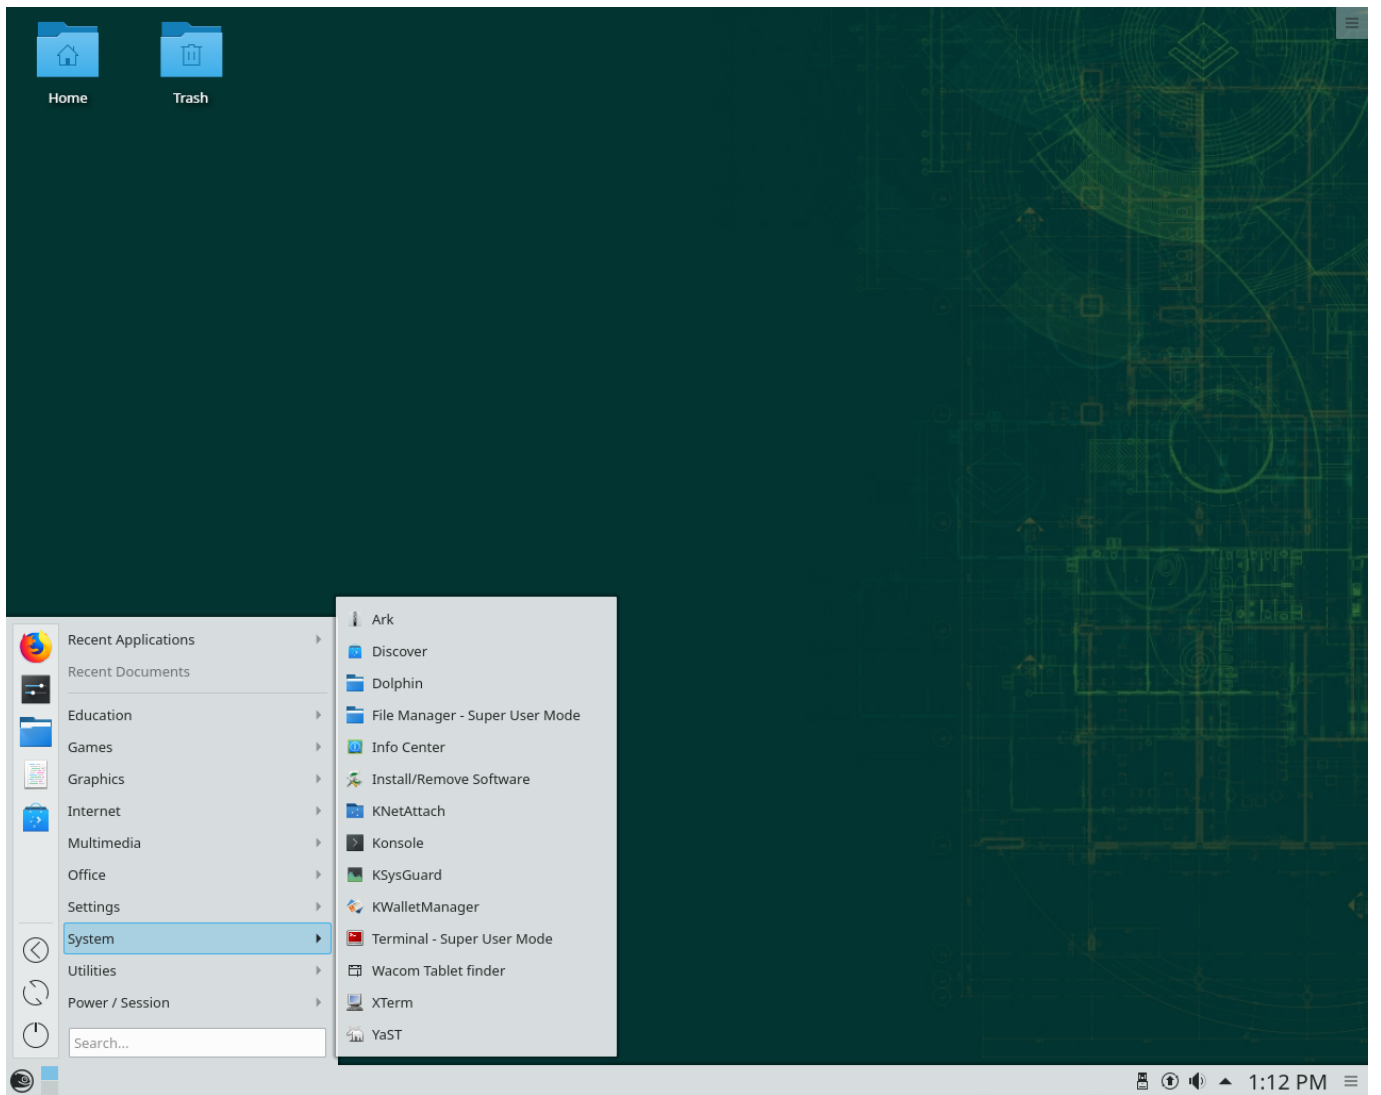 Home
Trash
Recent Applications
Recent Documents
Education
Games
Graphics
Internet
Multimedia
Office
Settings
System
Utilities
Power / Session
Search...
Ark
Discover
Dolphin
File Manager - Super User Mode
Info Center
Install/Remove Software
KNetAttach
Konsole
KSysGuard
KWalletManager
Terminal - Super User Mode
Wacom Tablet finder
XTerm
YaST
openSUSE
1:12 PM